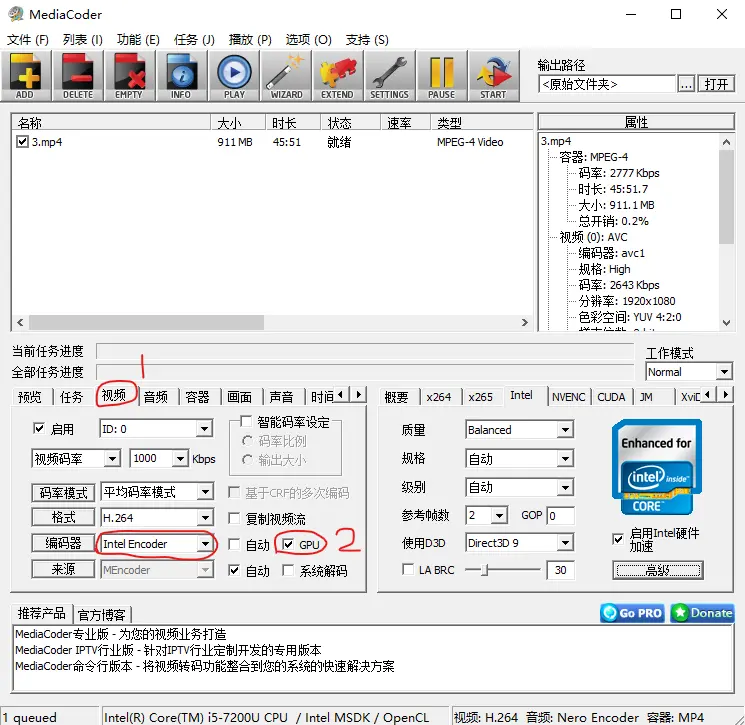 MediaCoder
文件 (F) 列表 (I) 功能 (E) 任务 (J) 播放 (P) 选项 (O) 支持 (S)
ADD DELETE EMPTY INFO PLAY WIZARD EXTEND SETTINGS PAUSE START
输出路径
<原始文件夹> ... 打开
名称 大小 时长 状态 速率 类型
3.mp4 911 MB 45:51 就绪 MPEG-4 Video
属性
3.mp4
容器: MPEG-4
码率: 2777 Kbps
时长: 45:51.7
大小: 911.1 MB
总开销: 0.2%
视频 (0): AVC
编码器: avc1
规格: High
码率: 2643 Kbps
分辨率: 1920x1080
色彩空间: YUV 4:2:0
当前任务进度
全部任务进度
1
工作模式
Normal
预览 任务 视频 音频 容器 画面 声音 时间
启用 ID: 0
视频码率 1000 Kbps
智能码率设定
码率比例
输出大小
码率模式 平均码率模式 基于CRF的多次编码
格式 H.264 复制视频流
编码器 Intel Encoder 自动 GPU 2
来源 MEncoder 自动 系统解码
概要 x264 x265 Intel NVENC CUDA JM XviD
质量 Balanced
规格 自动
级别 自动
参考帧数 2 GOP 0
使用D3D Direct3D 9
LA BRC 30
Enhanced for
intel inside
CORE
启用Intel硬件
加速
高级
推荐产品 官方博客
Go PRO Donate
MediaCoder专业版 - 为您的视频业务打造
MediaCoder IPTV行业版 - 针对IPTV行业定制开发的专用版本
MediaCoder命令行版本 - 将视频转码功能整合到您的系统的快速解决方案
1 queued Intel(R) Core(TM) i5-7200U CPU / Intel MSDK / OpenCL 视频: H.264 音频: Nero Encoder 容器: MP4